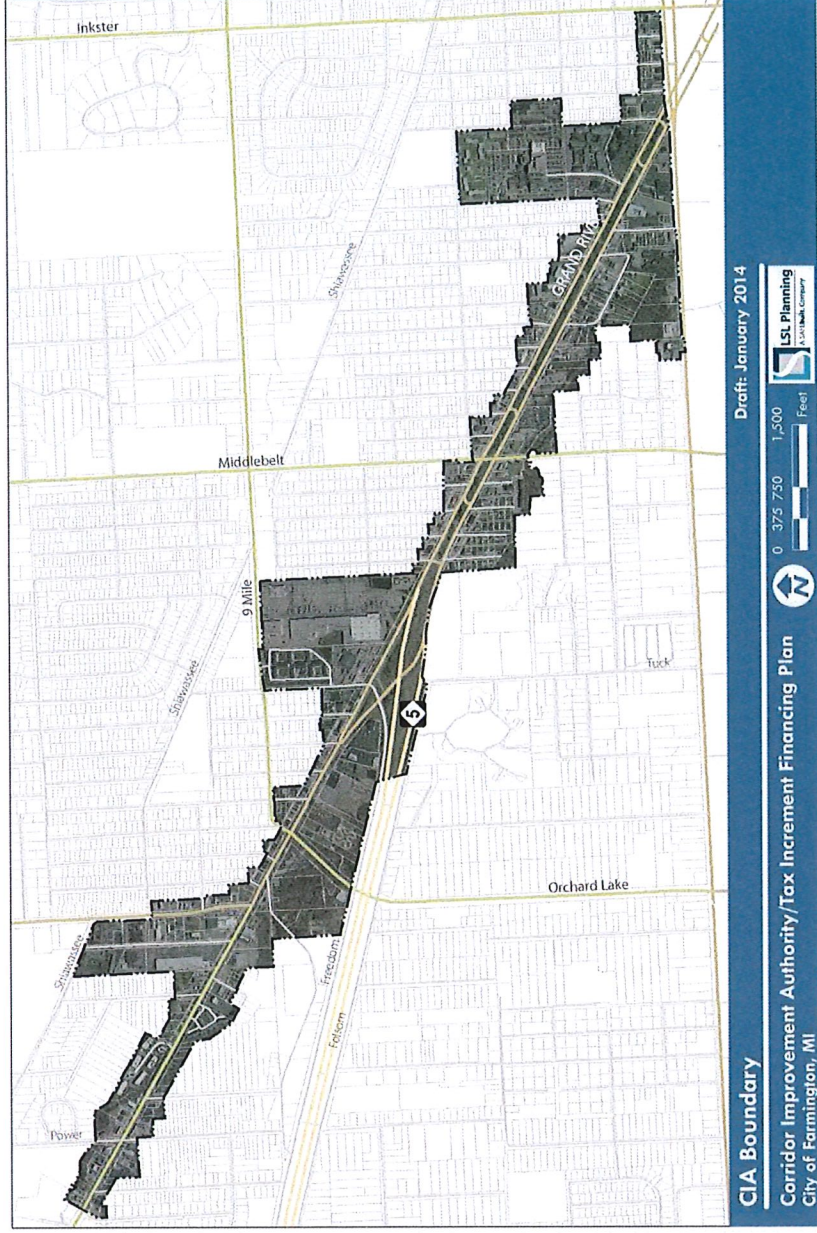 Inkster
Shiawassee
Shiawassee
Middlebelt
GRAND RIV
9 Mile
Shiawassee
5
Tuck
Orchard Lake
Shiawassee
Freedom
Folsom
Power
CIA Boundary
Draft: January 2014
Corridor Improvement Authority/Tax Increment Financing Plan
City of Farmington, MI
N
0 375 750 1,500
Feet
LSL Planning